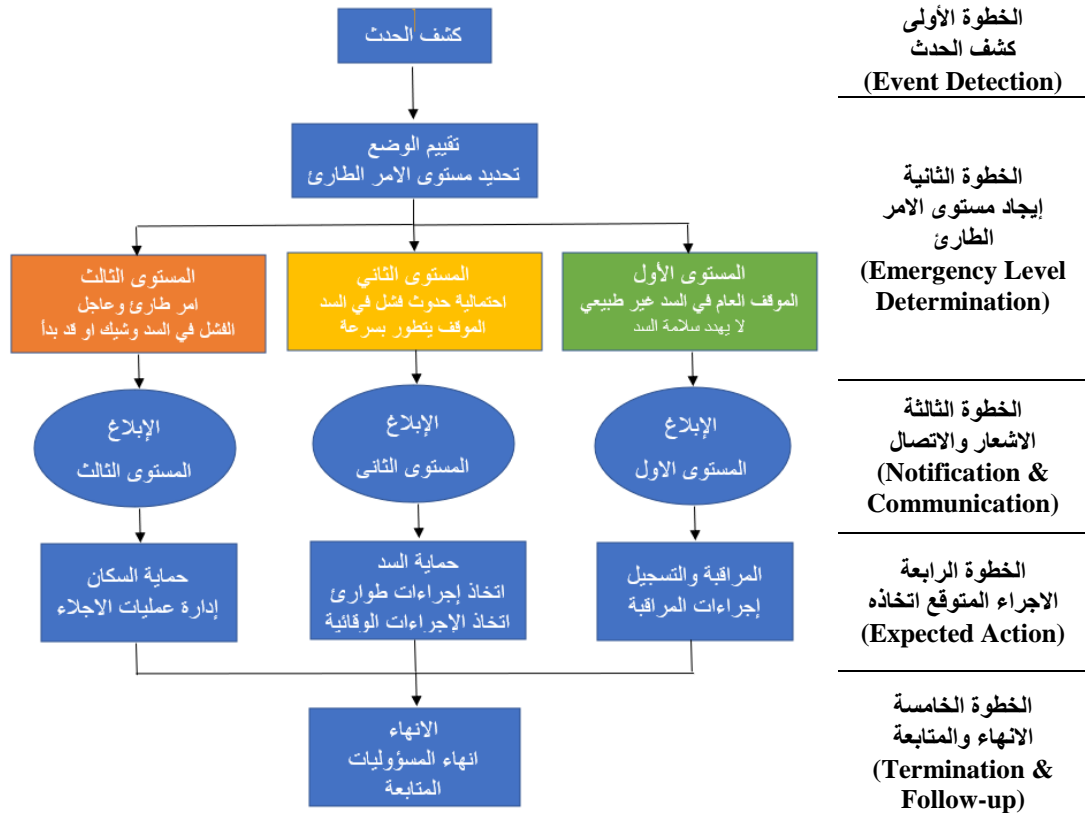 كشف الحدث
الخطوة الأولى
كشف الحدث
(Event Detection)
تقييم الوضع
تحديد مستوى الامر الطارئ
الخطوة الثانية
إيجاد مستوى الامر
الطارئ
(Emergency Level
Determination)
المستوى الأول
الموقف العام في السد غير طبيعي
لا يهدد سلامة السد
المستوى الثاني
احتمالية حدوث فشل في السد
الموقف يتطور بسرعة
المستوى الثالث
امر طارئ وعاجل
الفشل في السد وشيك او قد بدأ
الخطوة الثالثة
الاشعار والاتصال
(Notification &
Communication)
الإبلاغ
المستوى الاول
الإبلاغ
المستوى الثانى
الإبلاغ
المستوى الثالث
الخطوة الرابعة
الاجراء المتوقع اتخاذه
(Expected Action)
المراقبة والتسجيل
إجراءات المراقبة
حماية السد
اتخاذ إجراءات طوارئ
اتخاذ الإجراءات الوقائية
حماية السكان
إدارة عمليات الاجلاء
الخطوة الخامسة
الانهاء والمتابعة
(Termination &
Follow-up)
الانهاء
انهاء المسؤوليات
المتابعة